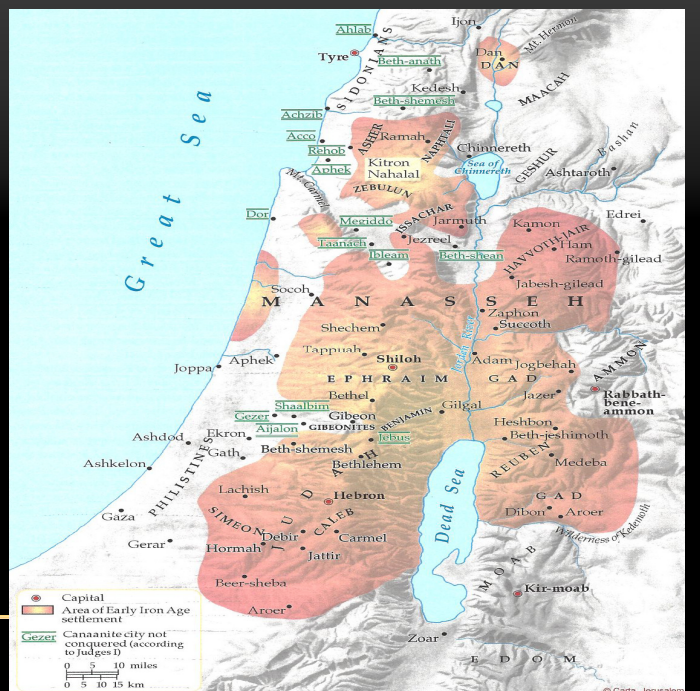 Ijon
Ahlab
Mt. Hermon
Tyre
Dan
DAN
SIDONIANS
Beth-anath
MAACAH
Kedesh
Beth-shemesh
Achzib
Great Sea
Acco
ASHER
Ramah
NAPHTALI
Rehob
Chinnereth
Bashan
Aphek
Kitron
Nahalal
Sea of
Chinnereth
GESHUR
Ashtaroth
Mt. Carmel
ZEBULUN
Dor
Megiddo
ISSACHAR
Jarmuth
Kamon
Edrei
Taanach
Jezreel
HAVVOTH-JAIR
Ham
Ibleam
Beth-shean
Ramoth-gilead
Jabesh-gilead
Socoh
MANASSEH
Zaphon
Shechem
Succoth
Jordan River
Tappuah
Shiloh
Adam
Jogbehah
AMMON
Joppa
Aphek
EPHRAIM
GAD
Bethel
Jazer
Rabbath-
bene-
ammon
Shaalbim
Gilgal
Gezer
Gibeon
BENJAMIN
Aijalon
GIBEONITES
Heshbon
Ashdod
Ekron
Jebus
Beth-jeshimoth
Beth-shemesh
Gath
Bethlehem
REUBEN
Medeba
Ashkelon
PHILISTINES
JUDAH
Dead Sea
Lachish
Hebron
GAD
Gaza
SIMEON
CALEB
Dibon
Aroer
Debir
Carmel
Wilderness of Kedemoth
Gerar
Hormah
Jattir
MOAB
Beer-sheba
Kir-moab
Aroer
Zoar
EDOM
Capital
Area of Early Iron Age
settlement
Gezer
Canaanite city not
conquered (according
to Judges I)
0 5 10 miles
0 5 10 15 km
© Carta, Jerusalem